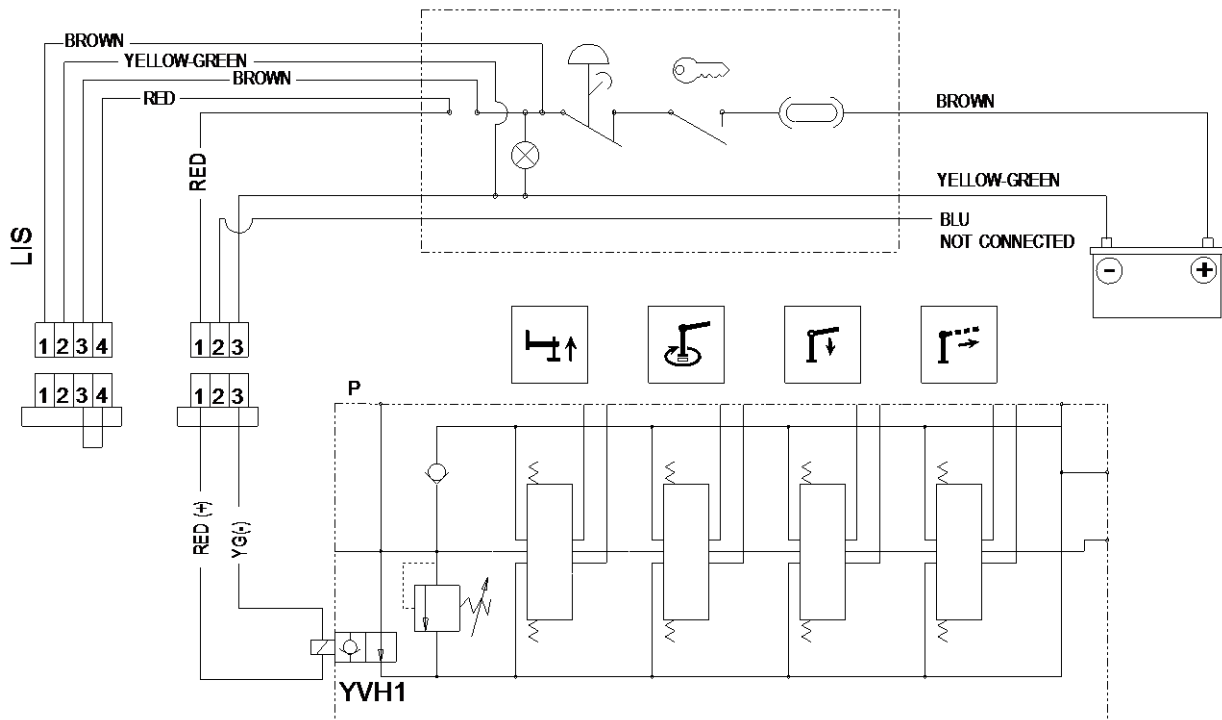 BROWN
YELLOW-GREEN
BROWN
RED
BROWN
RED
YELLOW-GREEN
BLU
NOT CONNECTED
LIS
- +
1 2 3 4
1 2 3
1 2 3 4
1 2 3
P
RED (+)
YG(-)
YVH1